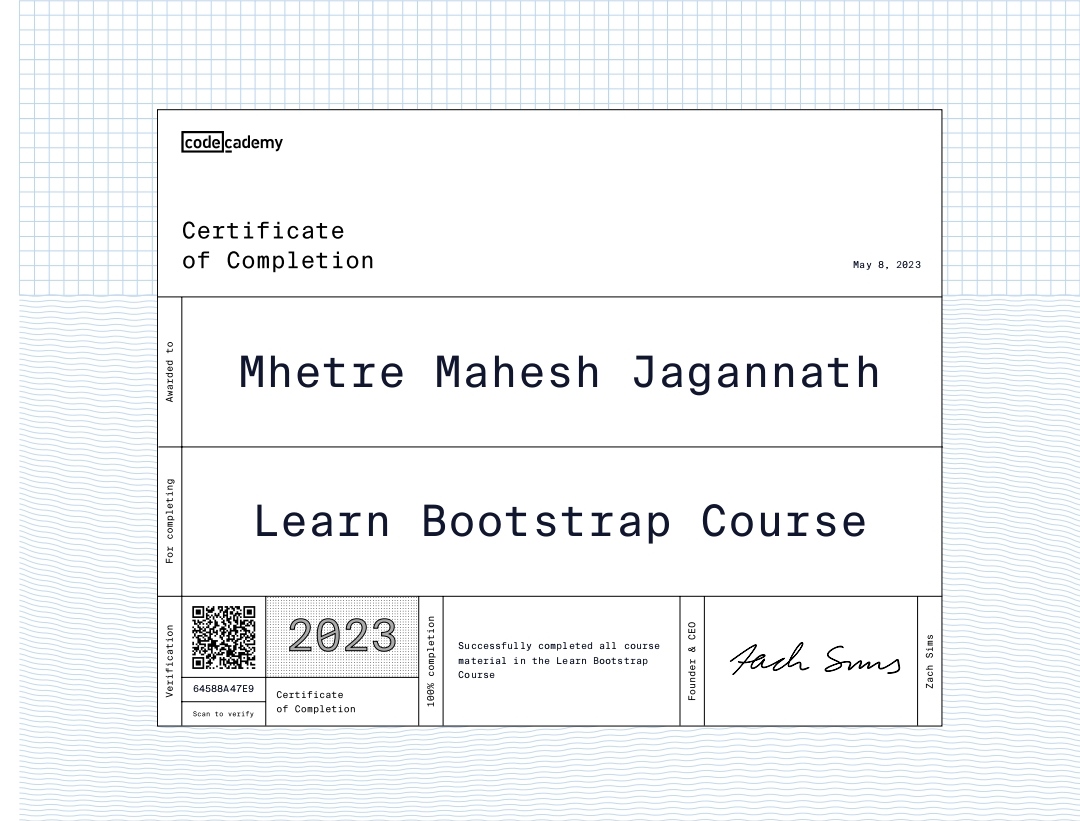 codecademy
Certificate
of Completion
May 8, 2023
Awarded to
Mhetre Mahesh Jagannath
For completing
Learn Bootstrap Course
Verification
64588A47E9
Scan to verify
2023
Certificate
of Completion
100% completion
Successfully completed all course
material in the Learn Bootstrap
Course
Founder & CEO
Zach Sims
Zach Sims